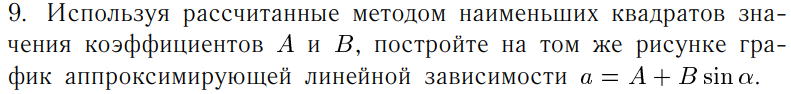 9. Используя рассчитанные методом наименьших квадратов зна-
чения коэффициентов A и B, постройте на том же рисунке гра-
фик аппроксимирующей линейной зависимости a = A + B sin α.